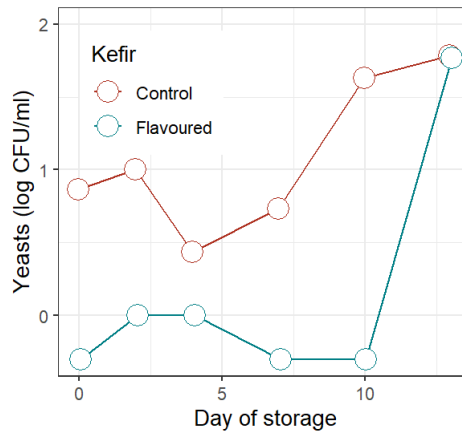 2
Kefir
Control
Flavoured
1
0
Yeasts (log CFU/ml)
0 5 10
Day of storage